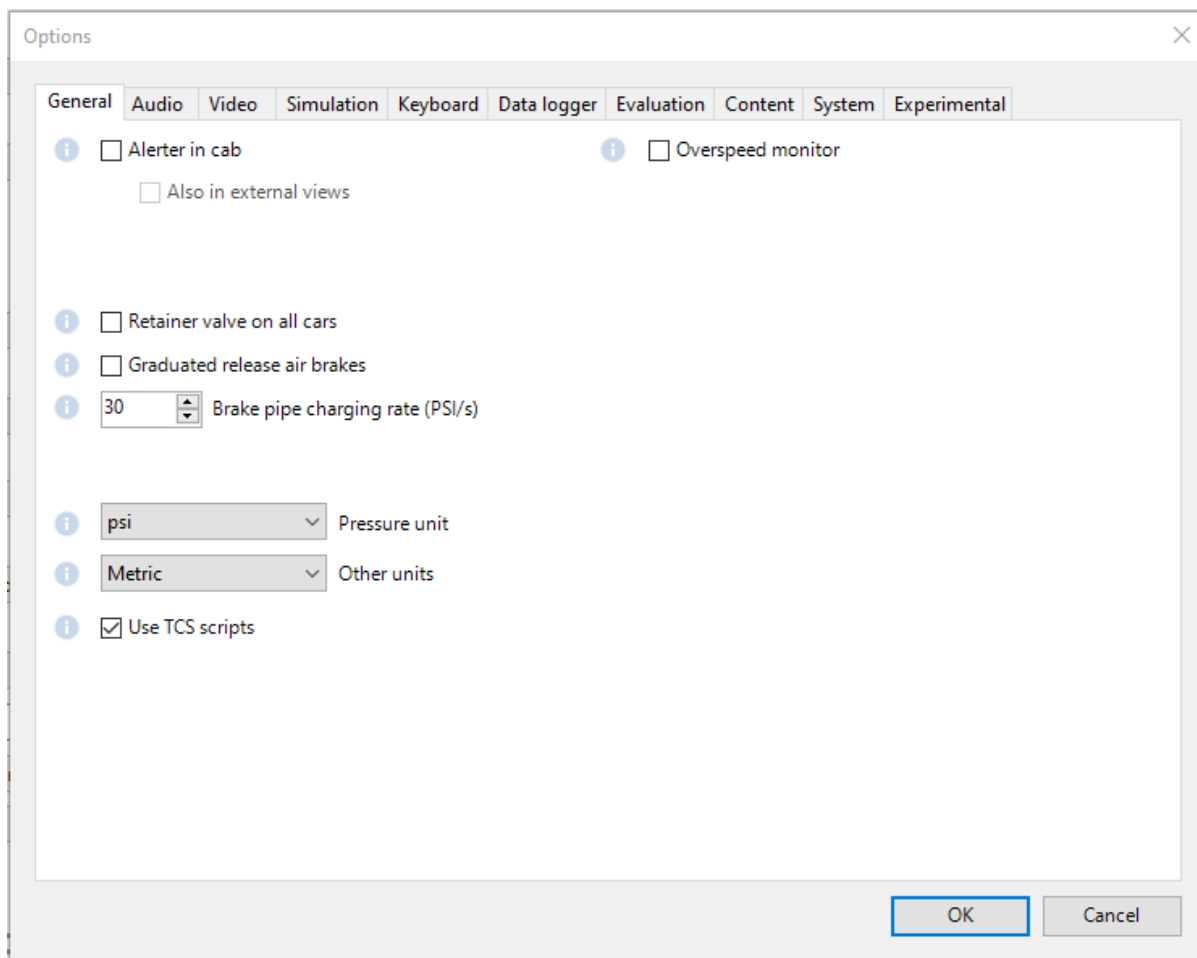 Options
General Audio Video Simulation Keyboard Data logger Evaluation Content System Experimental
Alerter in cab
Overspeed monitor
Also in external views
Retainer valve on all cars
Graduated release air brakes
30 Brake pipe charging rate (PSI/s)
psi Pressure unit
Metric Other units
Use TCS scripts
OK Cancel